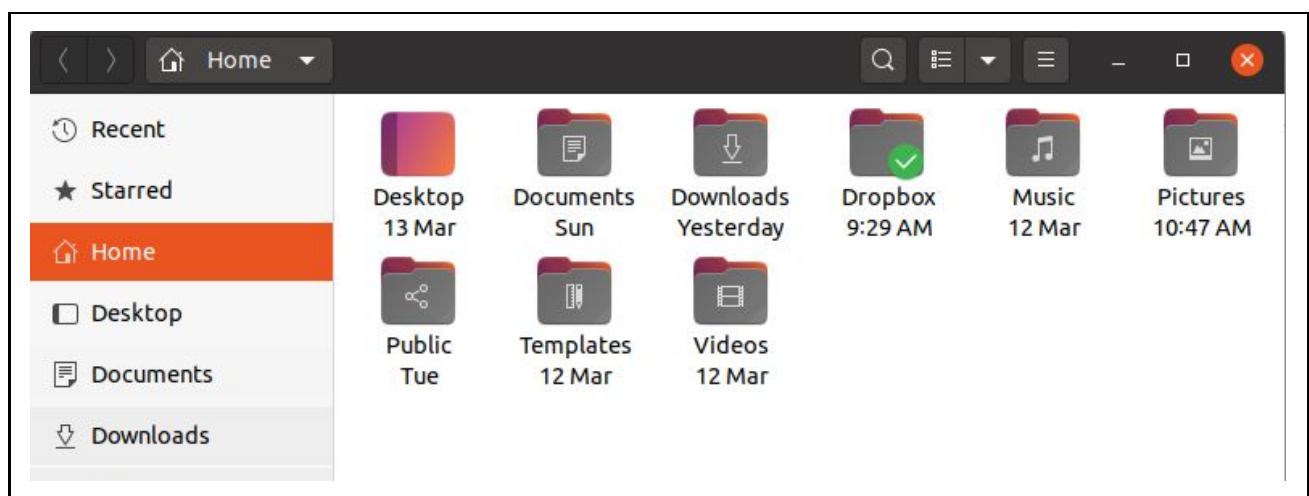 Home
Recent
Starred
Home
Desktop
Documents
Downloads
Desktop Documents Downloads Dropbox Music Pictures
13 Mar Sun Yesterday 9:29 AM 12 Mar 10:47 AM
Public Templates Videos
Tue 12 Mar 12 Mar